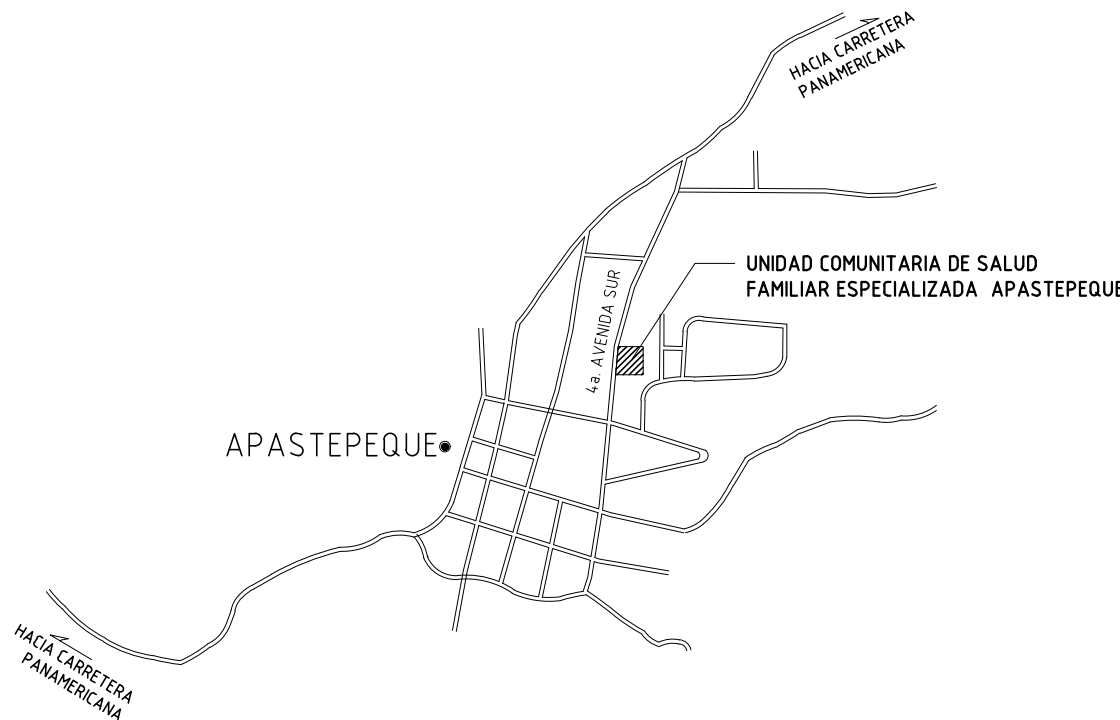 HACIA CARRETERA
PANAMERICANA
UNIDAD COMUNITARIA DE SALUD
FAMILIAR ESPECIALIZADA APASTEPEQUE
4a. AVENIDA SUR
APASTEPEQUE
HACIA CARRETERA
PANAMERICANA